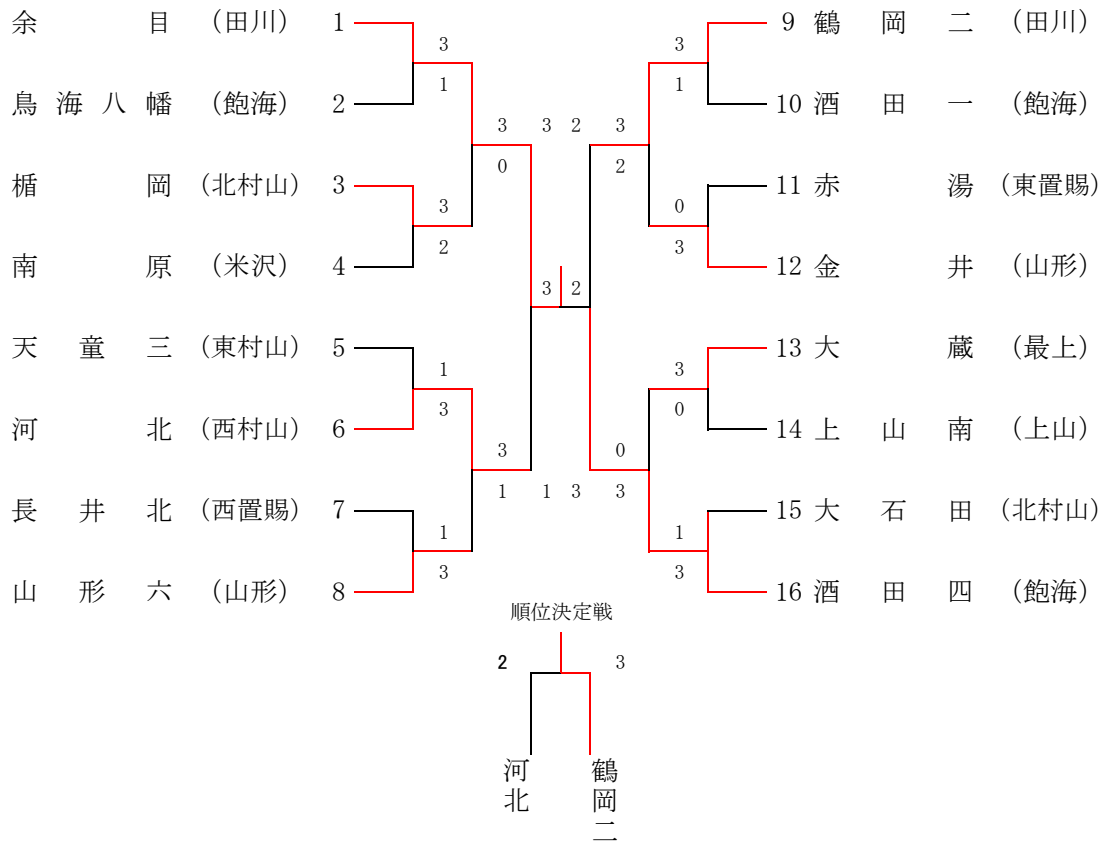 余目 (田川) 1
3
1
鳥海八幡 (飽海) 2
3
0
楯岡 (北村山) 3
3
2
南原 (米沢) 4
天童三 (東村山) 5
1
3
河北 (西村山) 6
3
1
長井北 (西置賜) 7
1
3
山形六 (山形) 8
3 2
3 2
1 3
9 鶴岡二 (田川)
3
1
10 酒田一 (飽海)
3
2
11 赤湯 (東置賜)
0
3
12 金井 (山形)
13 大蔵 (最上)
3
0
14 上山南 (上山)
0
3
15 大石田 (北村山)
1
3
16 酒田四 (飽海)
順位決定戦
2 3
河北
鶴岡二